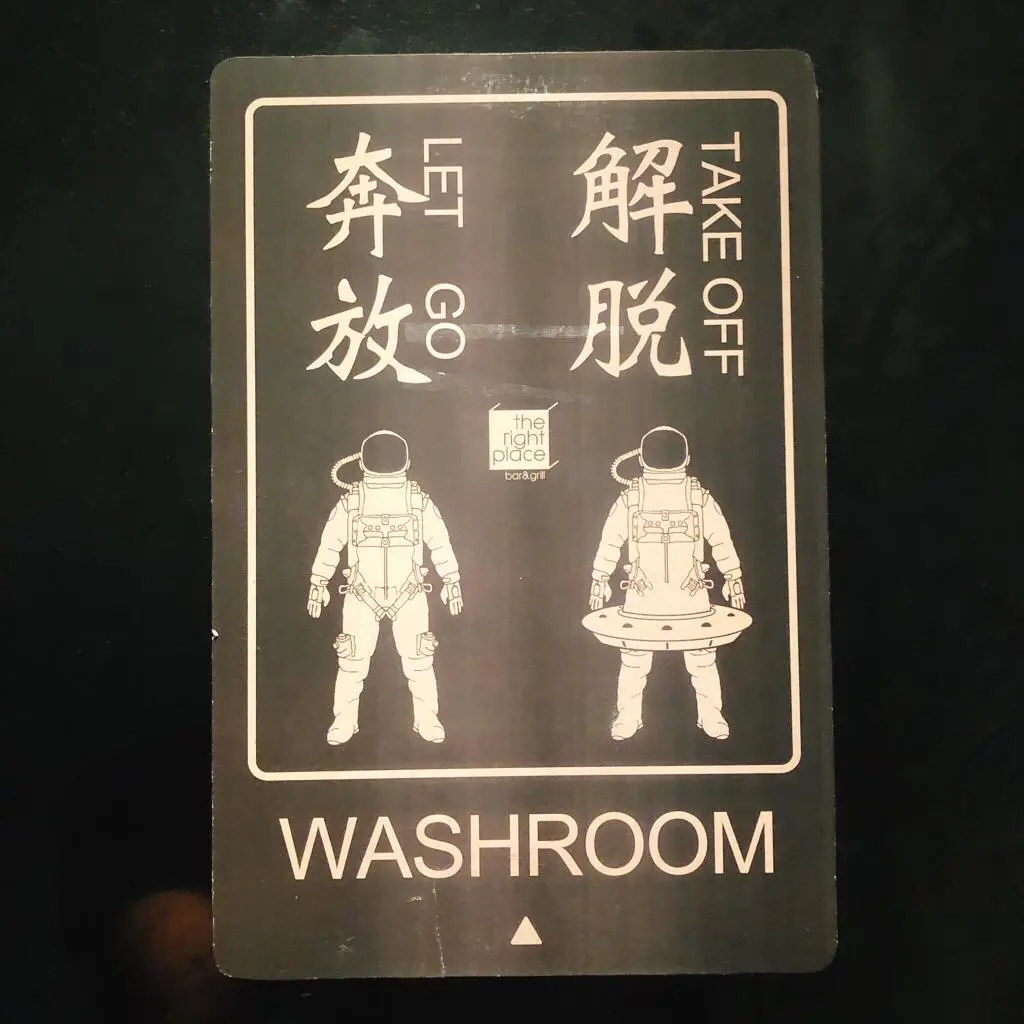 奔放
LET GO
解脱
TAKE OFF
the
right
place
bar&grill
WASHROOM